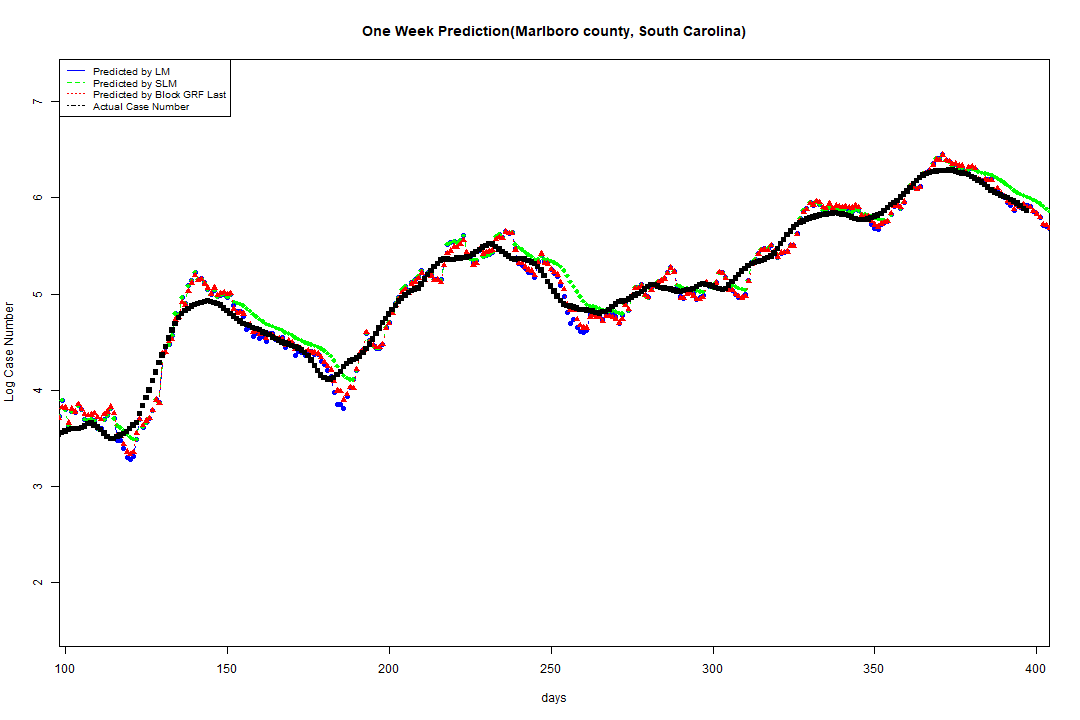 One Week Prediction(Marlboro county, South Carolina)
Predicted by LM
Predicted by SLM
Predicted by Block GRF Last
Actual Case Number
7
6
5
4
3
2
Log Case Number
100 150 200 250 300 350 400
days